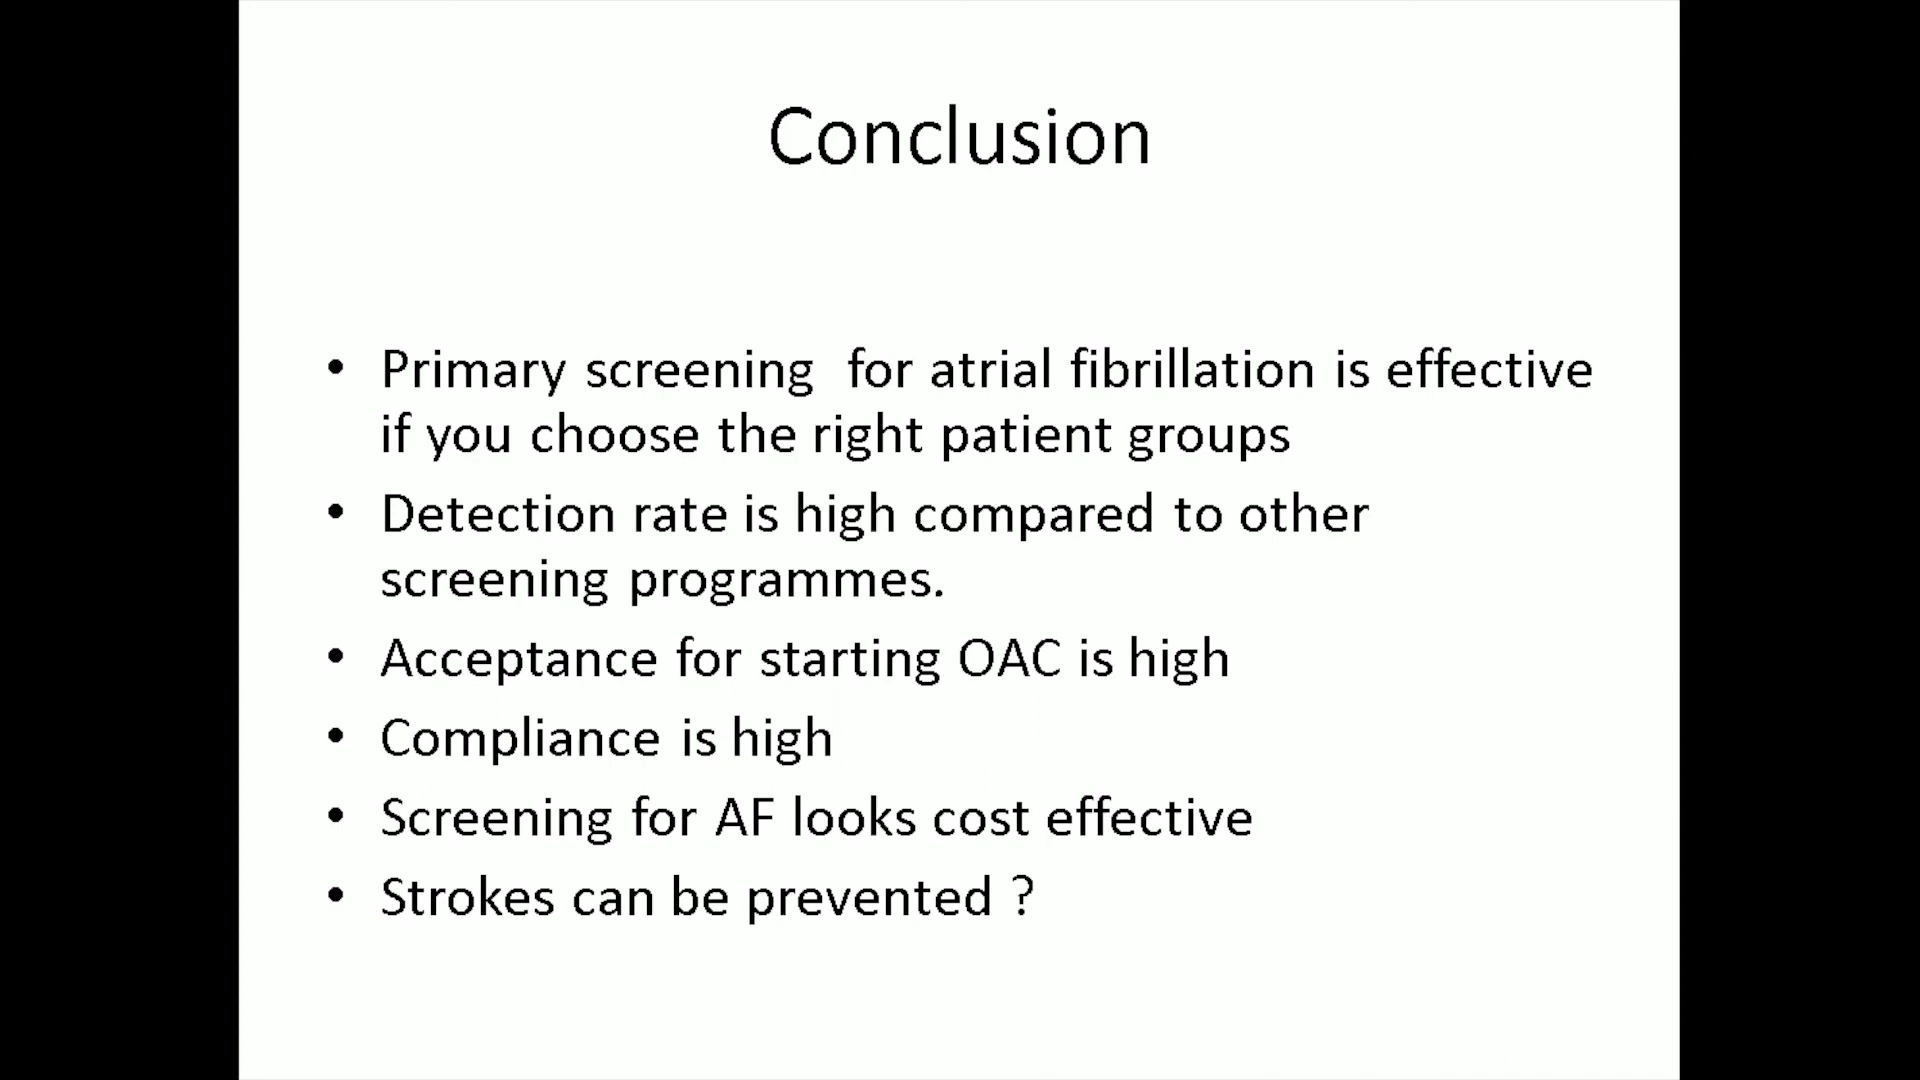 Conclusion
• Primary screening  for atrial fibrillation is effective
if you choose the right patient groups
• Detection rate is high compared to other
screening programmes.
• Acceptance for starting OAC is high
• Compliance is high
• Screening for AF looks cost effective
• Strokes can be prevented ?